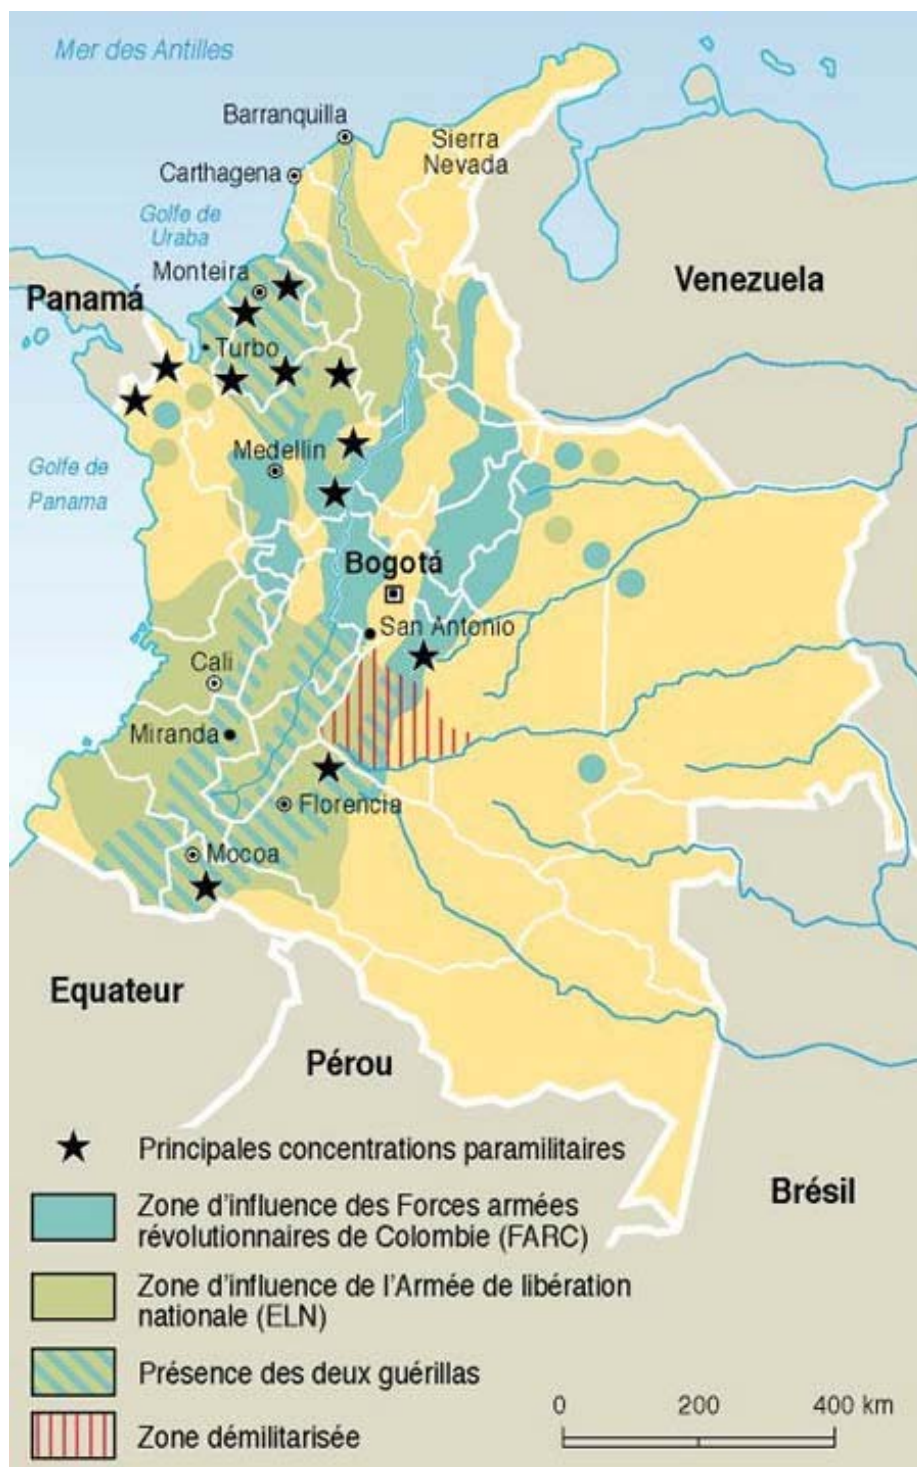 Mer des Antilles
Barranquilla
Sierra
Nevada
Carthagena
Golfe de
Uraba
Monteira
Panamá
Venezuela
Turbo
Medellin
Golfe de
Panama
Bogotá
San Antonio
Cali
Miranda
Florencia
Mocoa
Equateur
Pérou
Brésil
Principales concentrations paramilitaires
Zone d'influence des Forces armées
révolutionnaires de Colombie (FARC)
Zone d'influence de l'Armée de libération
nationale (ELN)
Présence des deux guérillas
Zone démilitarisée
0 200 400 km